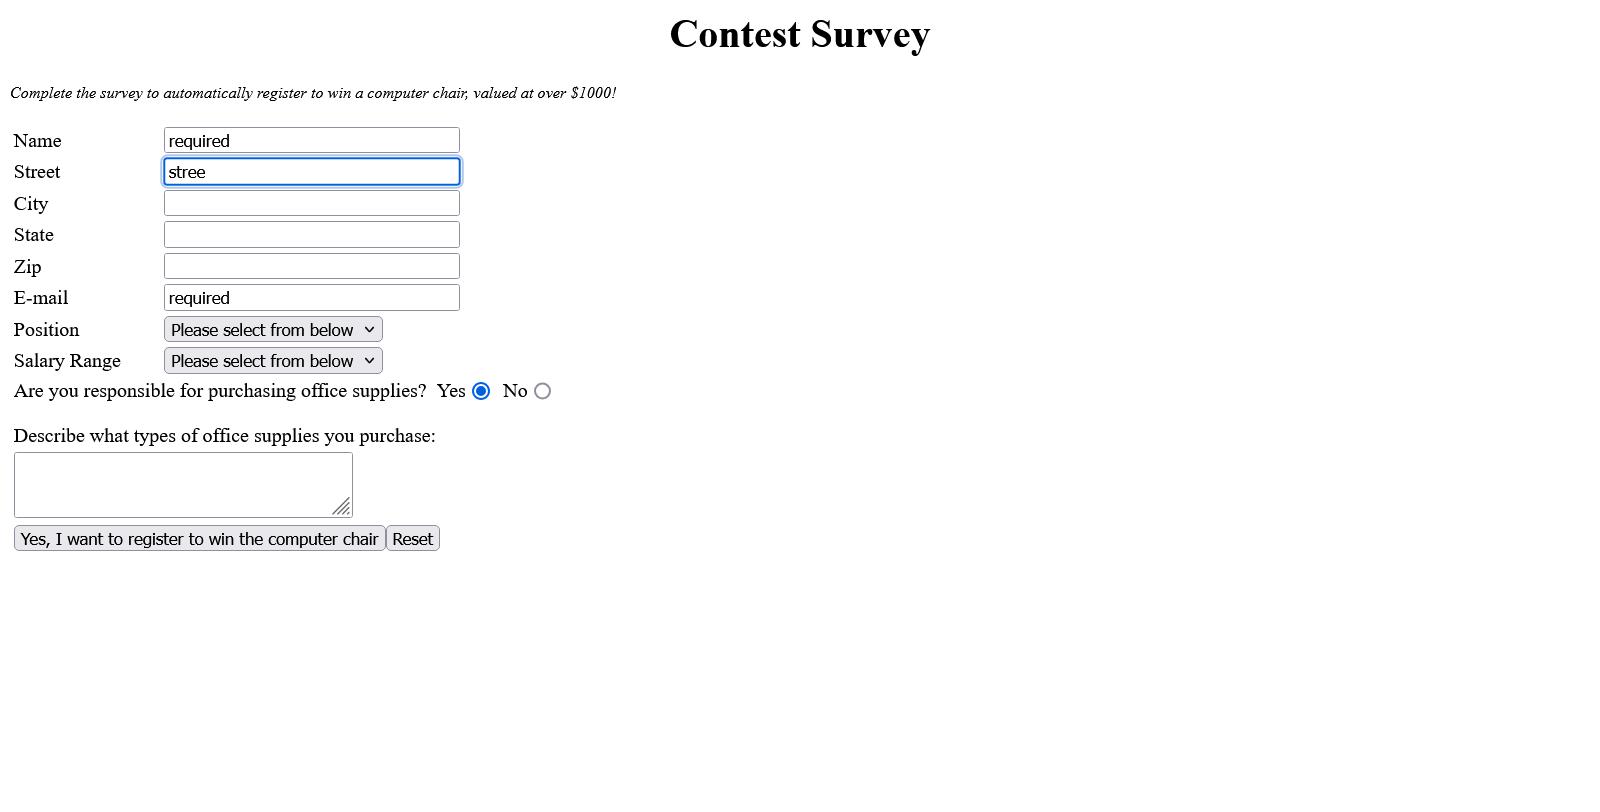 Contest Survey
Complete the survey to automatically register to win a computer chair, valued at over $1000!
Name required
Street stree
City
State
Zip
E-mail required
Position Please select from below
Salary Range Please select from below
Are you responsible for purchasing office supplies? Yes No
Describe what types of office supplies you purchase:
Yes, I want to register to win the computer chair Reset